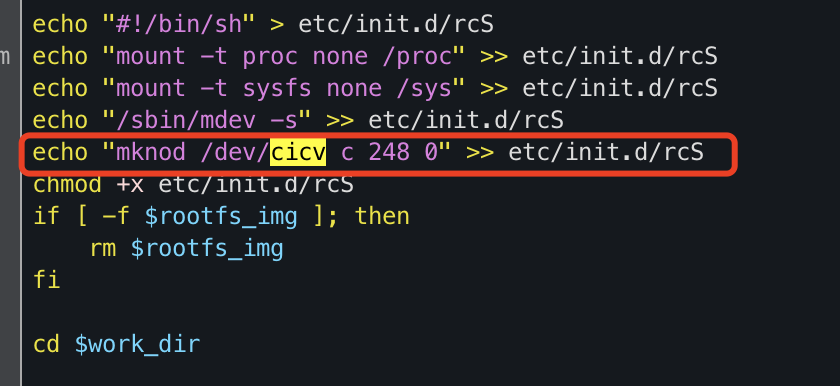 echo "#!/bin/sh" > etc/init.d/rcS
m echo "mount -t proc none /proc" >> etc/init.d/rcS
echo "mount -t sysfs none /sys" >> etc/init.d/rcS
echo "/sbin/mdev -s" >> etc/init.d/rcS
echo "mknod /dev/cicv c 248 0" >> etc/init.d/rcS
chmod +x etc/init.d/rcS
if [ -f $rootfs_img ]; then
    rm $rootfs_img
fi
cd $work_dir